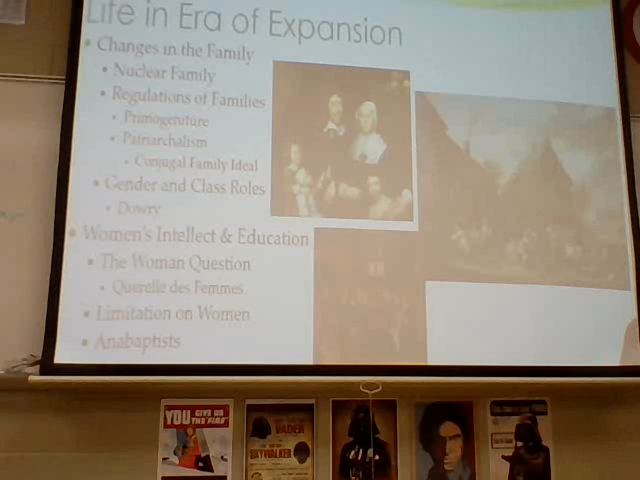 Life in Era of Expansion
• Changes in the Family
• Nuclear Family
• Regulations of Families
• Primogeniture
• Patriarchalism
• Conjugal Family Ideal
• Gender and Class Roles
• Dowry
• Women's Intellect & Education
• The Woman Question
• Querelle des Femmes
• Limitation on Women
• Anabaptists
YOU GIVE US
THE "FIRE"
VADER
SKYWALKER